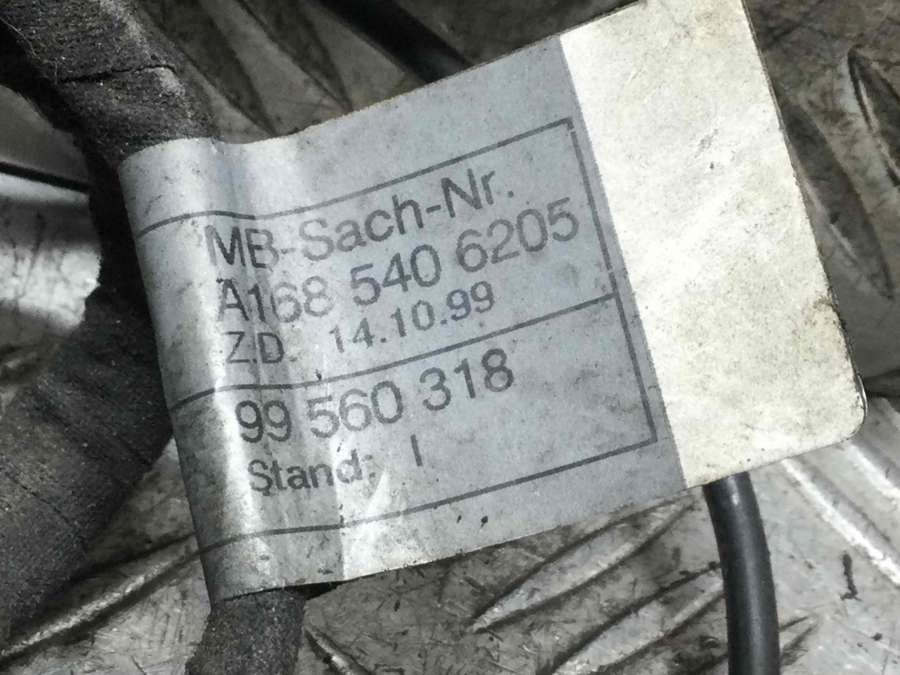 MB-Sach-Nr.
A168 540 6205
Z.D. 14.10.99
99 560 318
Stand: I